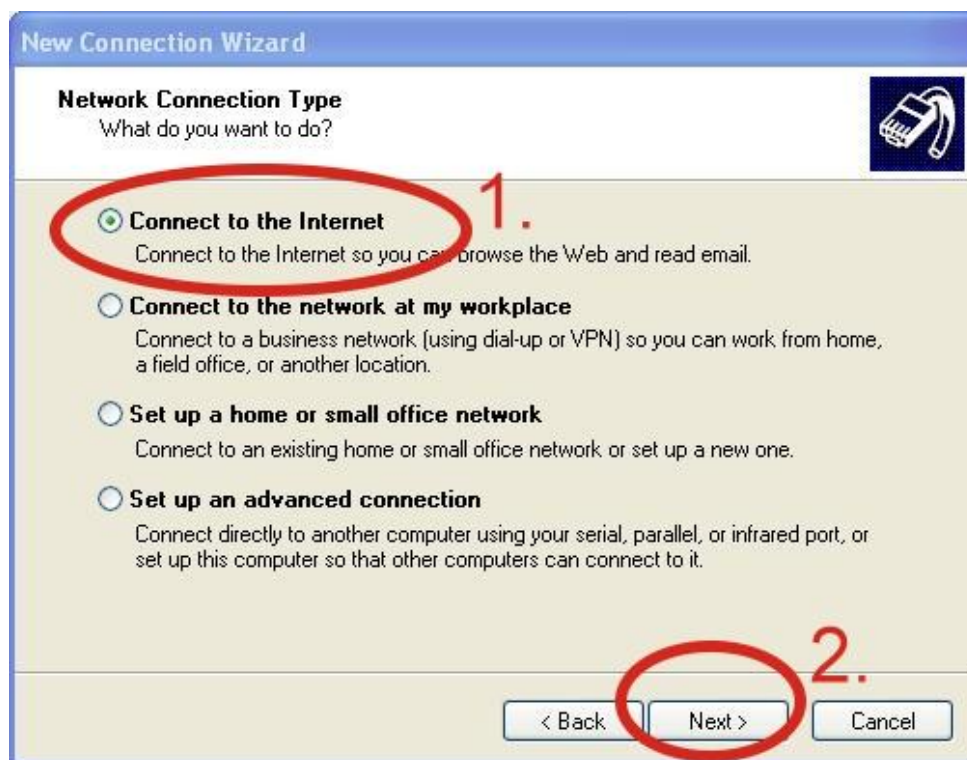 New Connection Wizard
Network Connection Type
What do you want to do?
1.
Connect to the Internet
Connect to the Internet so you can browse the Web and read email.
Connect to the network at my workplace
Connect to a business network (using dial-up or VPN) so you can work from home,
a field office, or another location.
Set up a home or small office network
Connect to an existing home or small office network or set up a new one.
Set up an advanced connection
Connect directly to another computer using your serial, parallel, or infrared port, or
set up this computer so that other computers can connect to it.
2.
< Back Next > Cancel